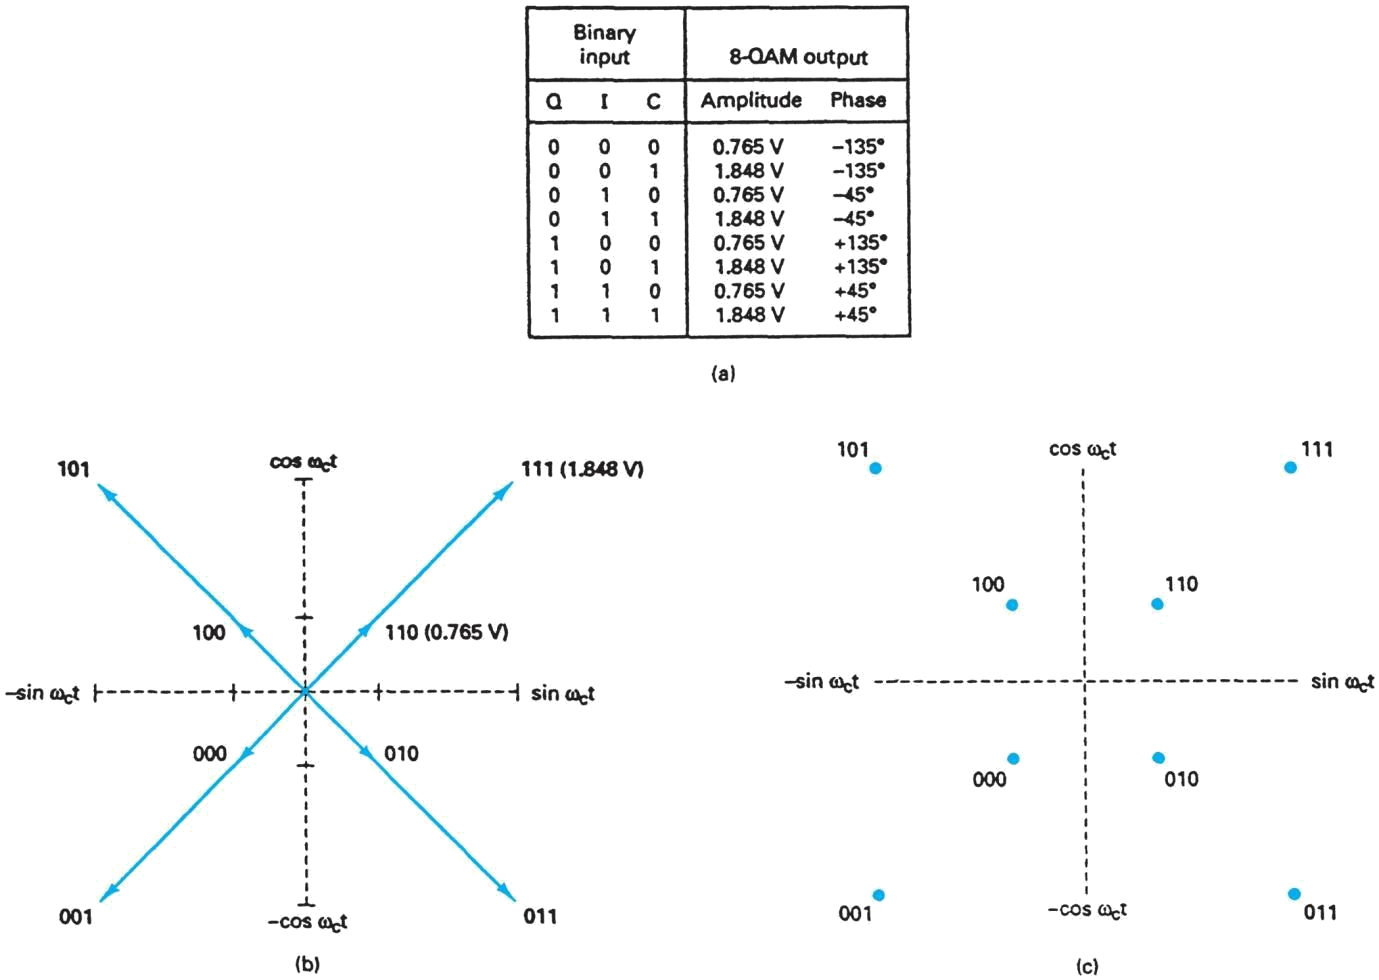 Binary input
8-QAM output
Q I C Amplitude Phase
0 0 0 0.765 V −135°
0 0 1 1.848 V −135°
0 1 0 0.765 V −45°
0 1 1 1.848 V −45°
1 0 0 0.765 V +135°
1 0 1 1.848 V +135°
1 1 0 0.765 V +45°
1 1 1 1.848 V +45°
(a)
101
cos ωct
111 (1.848 V)
100
110 (0.765 V)
−sin ωct
sin ωct
000
010
001
−cos ωct
011
(b)
101
cos ωct
111
100
110
−sin ωct
sin ωct
000
010
001
−cos ωct
011
(c)